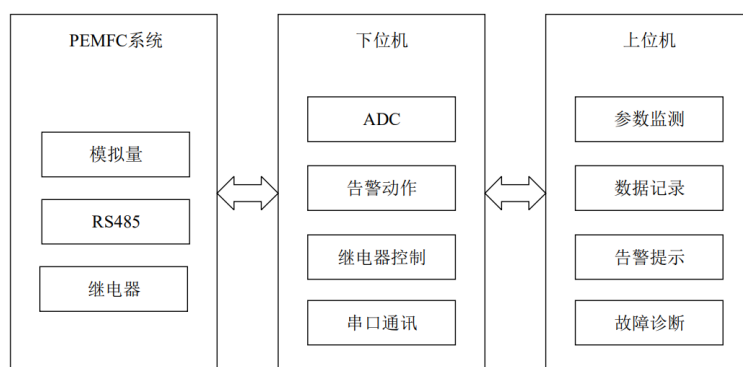 PEMFC系统
模拟量
RS485
继电器
下位机
ADC
告警动作
继电器控制
串口通讯
上位机
参数监测
数据记录
告警提示
故障诊断